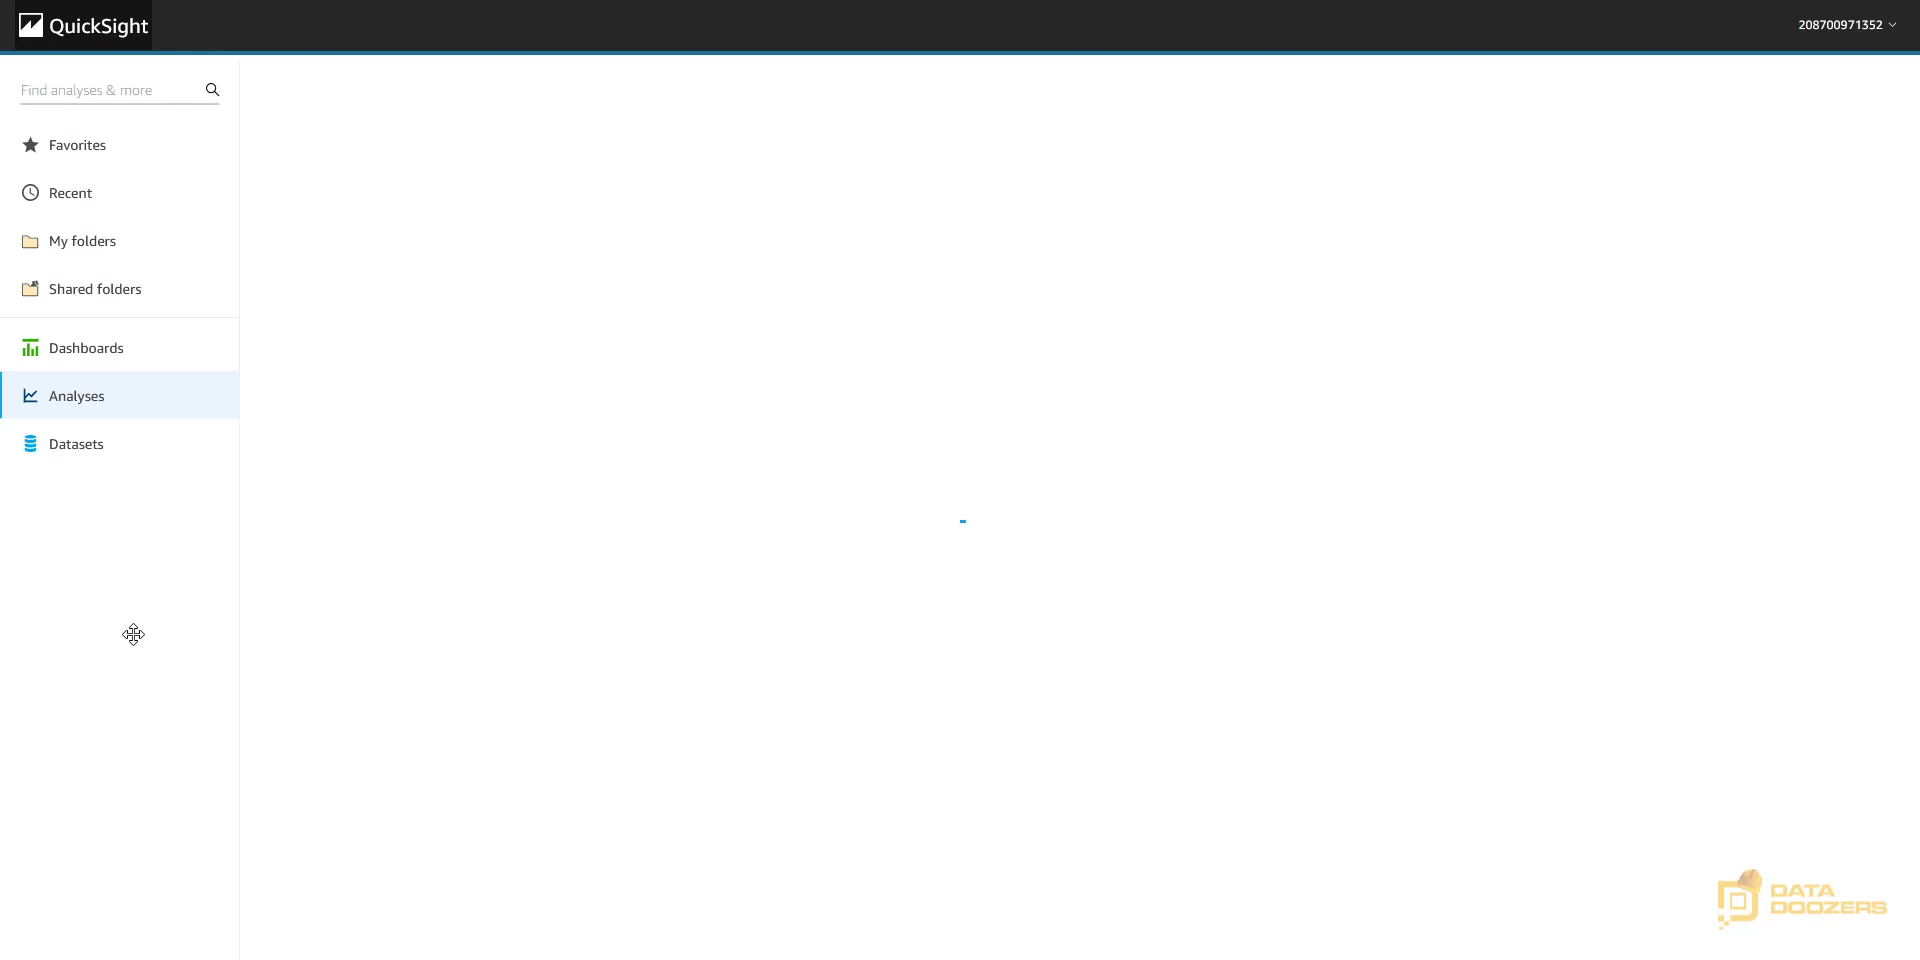 QuickSight
208700971352
Find analyses & more
Favorites
Recent
My folders
Shared folders
Dashboards
Analyses
Datasets
DATA
DOOZERS